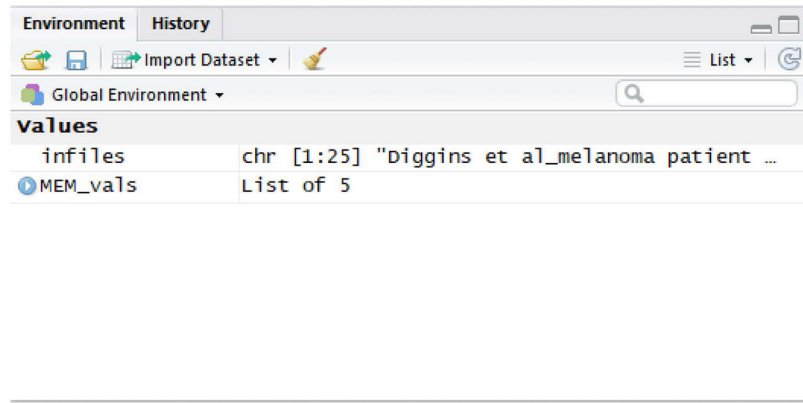 Environment History
Import Dataset
List
Global Environment
Values
infiles chr [1:25] "Diggins et al_melanoma patient …
MEM_vals List of 5